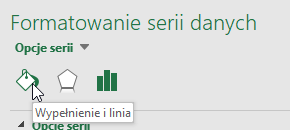 Formatowanie serii danych
Opcje serii
Wypełnienie i linia
Opcje serii